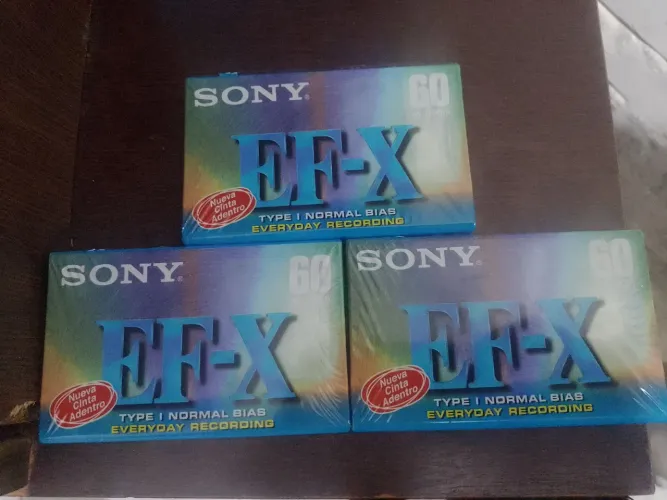 SONY
60
EF-X
Nueva
Cinta
Adentro
TYPE I NORMAL BIAS
EVERYDAY RECORDING
SONY
60
EF-X
Nueva
Cinta
Adentro
TYPE I NORMAL BIAS
EVERYDAY RECORDING
SONY
60
EF-X
Nueva
Cinta
Adentro
TYPE I NORMAL BIAS
EVERYDAY RECORDING